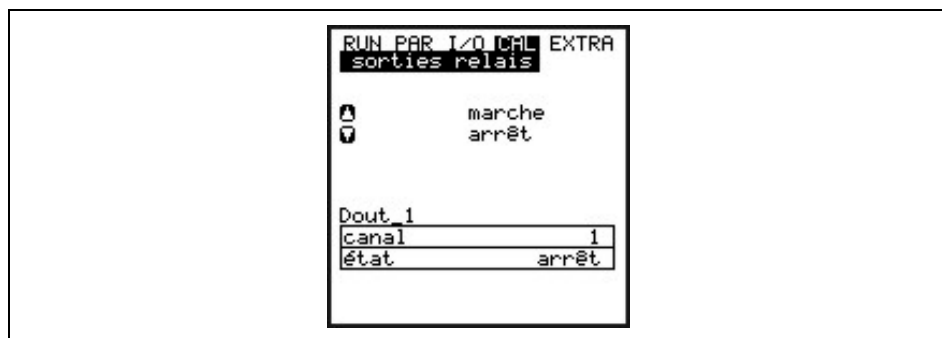 RUN PAR I/O CAL EXTRA
sorties relais
marche
arrêt
Dout_1
canal 1
état arrêt